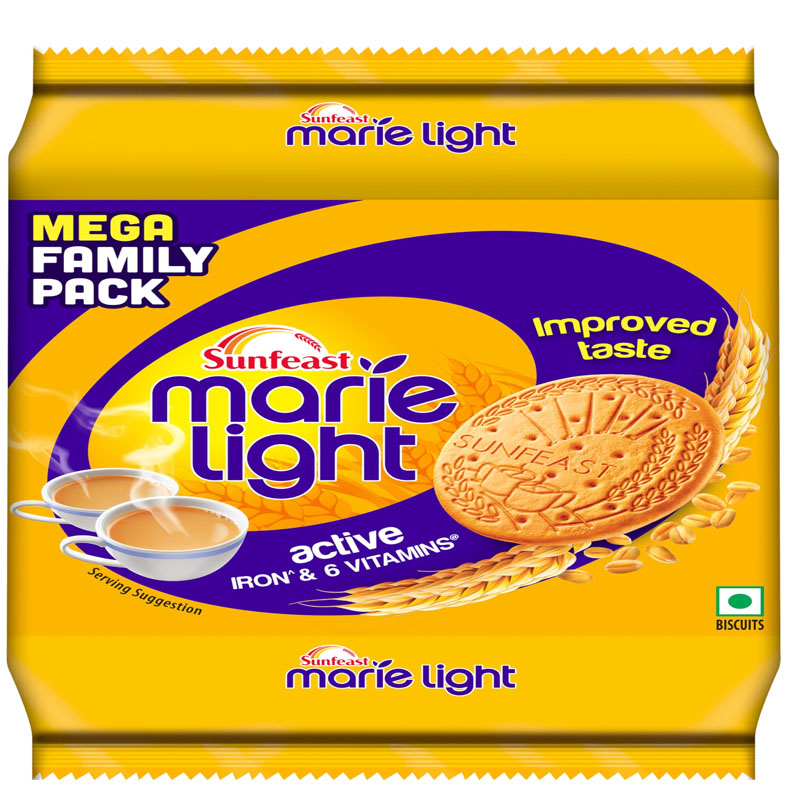 Sunfeast
marie light
MEGA
FAMILY
PACK
Improved
taste
Sunfeast
marie
light
SUNFEAST
active
IRON^ & 6 VITAMINS@
Serving Suggestion
BISCUITS
Sunfeast
marie light